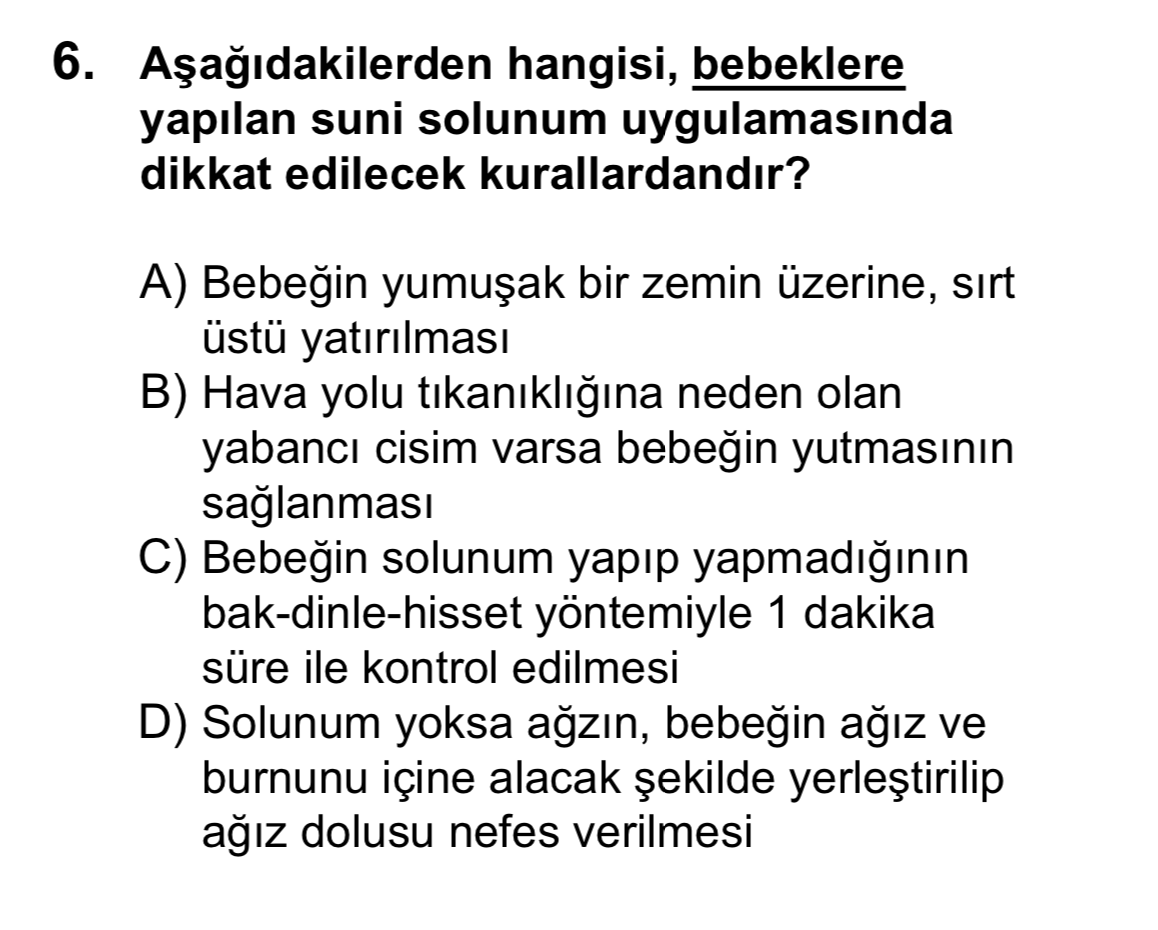 6. Aşağıdakilerden hangisi, bebeklere
yapılan suni solunum uygulamasında
dikkat edilecek kurallardandır?
A) Bebeğin yumuşak bir zemin üzerine, sırt
üstü yatırılması
B) Hava yolu tıkanıklığına neden olan
yabancı cisim varsa bebeğin yutmasının
sağlanması
C) Bebeğin solunum yapıp yapmadığının
bak-dinle-hisset yöntemiyle 1 dakika
süre ile kontrol edilmesi
D) Solunum yoksa ağzın, bebeğin ağız ve
burnunu içine alacak şekilde yerleştirilip
ağız dolusu nefes verilmesi